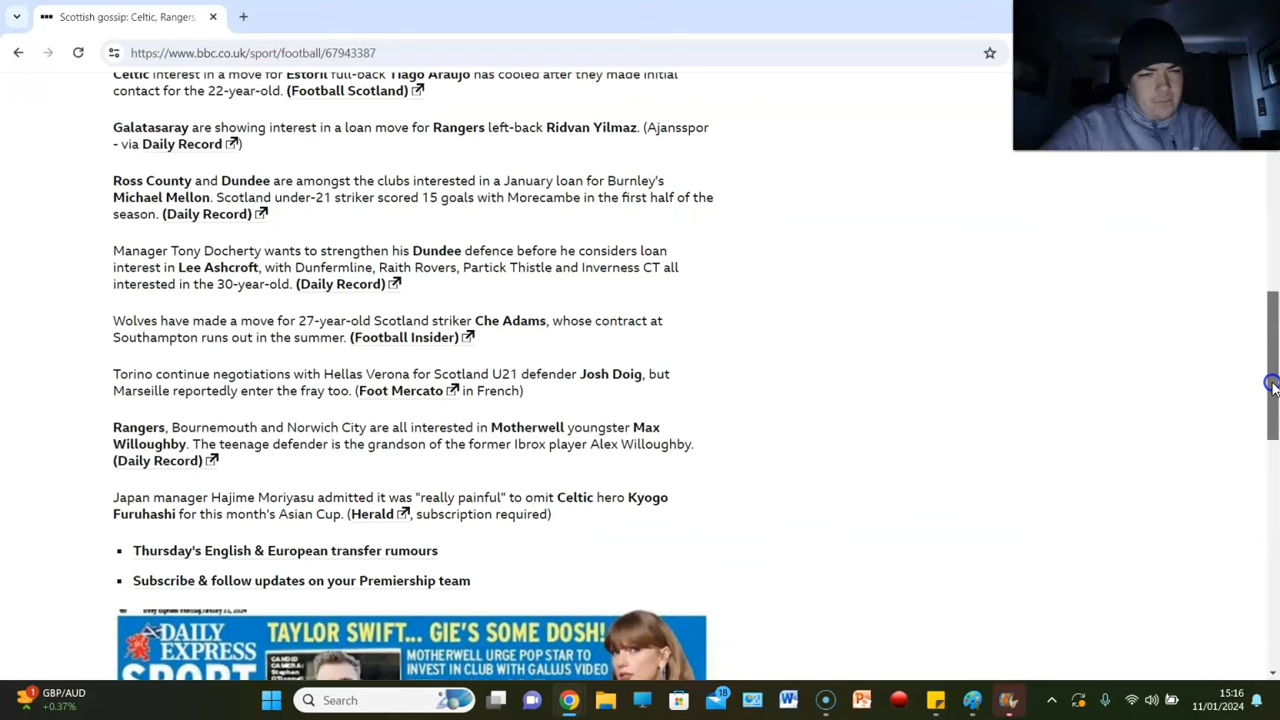 Scottish gossip: Celtic, Rangers
https://www.bbc.co.uk/sport/football/67943387
Celtic interest in a move for Estoril full-back Tiago Araujo has cooled after they made initial
contact for the 22-year-old. (Football Scotland)
Galatasaray are showing interest in a loan move for Rangers left-back Ridvan Yilmaz. (Ajansspor
- via Daily Record)
Ross County and Dundee are amongst the clubs interested in a January loan for Burnley's
Michael Mellon. Scotland under-21 striker scored 15 goals with Morecambe in the first half of the
season. (Daily Record)
Manager Tony Docherty wants to strengthen his Dundee defence before he considers loan
interest in Lee Ashcroft, with Dunfermline, Raith Rovers, Partick Thistle and Inverness CT all
interested in the 30-year-old. (Daily Record)
Wolves have made a move for 27-year-old Scotland striker Che Adams, whose contract at
Southampton runs out in the summer. (Football Insider)
Torino continue negotiations with Hellas Verona for Scotland U21 defender Josh Doig, but
Marseille reportedly enter the fray too. (Foot Mercato in French)
Rangers, Bournemouth and Norwich City are all interested in Motherwell youngster Max
Willoughby. The teenage defender is the grandson of the former Ibrox player Alex Willoughby.
(Daily Record)
Japan manager Hajime Moriyasu admitted it was "really painful" to omit Celtic hero Kyogo
Furuhashi for this month's Asian Cup. (Herald, subscription required)
Thursday's English & European transfer rumours
Subscribe & follow updates on your Premiership team
DAILY
EXPRESS
SPORT
TAYLOR SWIFT... GIE'S SOME DOSH!
MOTHERWELL URGE POP STAR TO
INVEST IN CLUB WITH GALLUS VIDEO
CANDID
CAMERA:
1
GBP/AUD
+0.37%
Search
18
15:16
11/01/2024